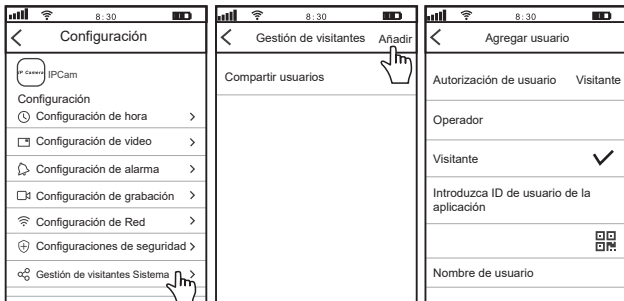 8:30
Configuración
IP Camera
IPCam
Configuración
Configuración de hora
Configuración de video
Configuración de alarma
Configuración de grabación
Configuración de Red
Configuraciones de seguridad
Gestión de visitantes Sistema
8:30
Gestión de visitantes
Añadir
Compartir usuarios
8:30
Agregar usuario
Autorización de usuario Visitante
Operador
Visitante
Introduzca ID de usuario de la
aplicación
Nombre de usuario